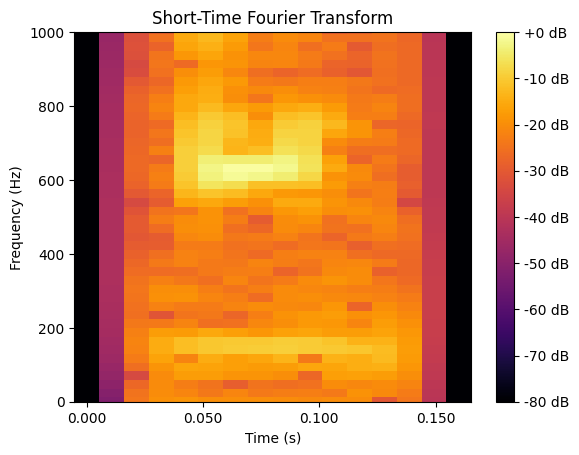 Short-Time Fourier Transform
1000
800
600
400
200
0
Frequency (Hz)
0.000
0.050
0.100
0.150
Time (s)
+0 dB
-10 dB
-20 dB
-30 dB
-40 dB
-50 dB
-60 dB
-70 dB
-80 dB